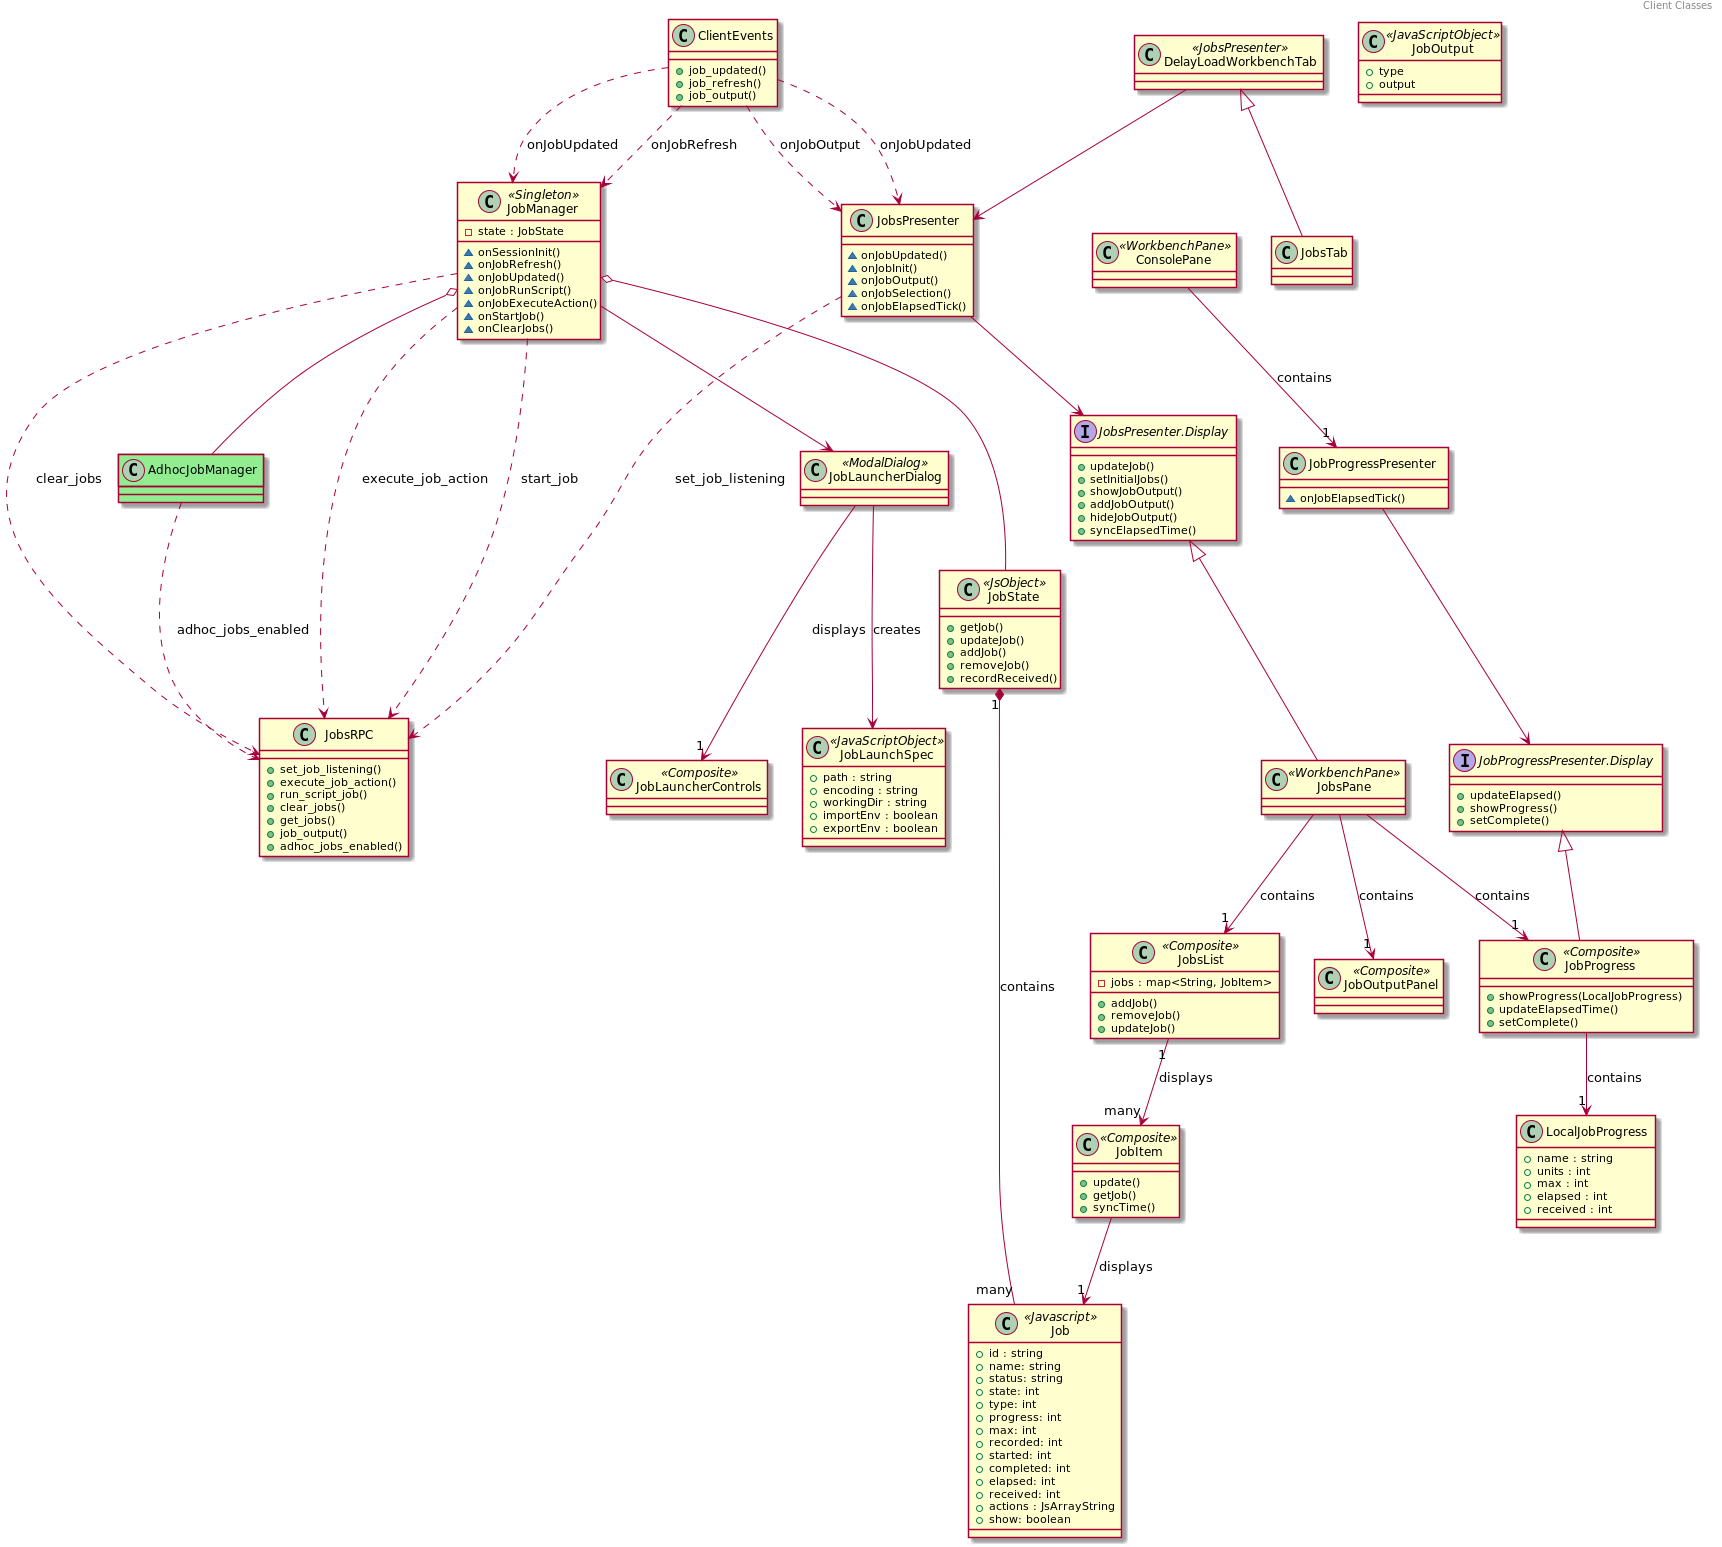 Client Classes
C ClientEvents
job_updated()
job_refresh()
job_output()
C «JobsPresenter»
DelayLoadWorkbenchTab
C «JavaScriptObject»
JobOutput
type
output
onJobUpdated
onJobRefresh
onJobOutput
onJobUpdated
C «Singleton»
JobManager
state : JobState
onSessionInit()
onJobRefresh()
onJobUpdated()
onJobRunScript()
onJobExecuteAction()
onStartJob()
onClearJobs()
C JobsPresenter
onJobUpdated()
onJobInit()
onJobOutput()
onJobSelection()
onJobElapsedTick()
C «WorkbenchPane»
ConsolePane
C JobsTab
contains
1
C AdhocJobManager
clear_jobs
execute_job_action
start_job
set_job_listening
C «ModalDialog»
JobLauncherDialog
I JobsPresenter.Display
updateJob()
setInitialJobs()
showJobOutput()
addJobOutput()
hideJobOutput()
syncElapsedTime()
C JobProgressPresenter
onJobElapsedTick()
adhoc_jobs_enabled
displays
creates
C «JsObject»
JobState
getJob()
updateJob()
addJob()
removeJob()
recordReceived()
1
C JobsRPC
set_job_listening()
execute_job_action()
run_script_job()
clear_jobs()
get_jobs()
job_output()
adhoc_jobs_enabled()
1
C «Composite»
JobLauncherControls
C «JavaScriptObject»
JobLaunchSpec
path : string
encoding : string
workingDir : string
importEnv : boolean
exportEnv : boolean
C «WorkbenchPane»
JobsPane
I JobProgressPresenter.Display
updateElapsed()
showProgress()
setComplete()
contains
contains
contains
1
1
1
C «Composite»
JobsList
jobs : map<String, JobItem>
addJob()
removeJob()
updateJob()
C «Composite»
JobOutputPanel
C «Composite»
JobProgress
showProgress(LocalJobProgress)
updateElapsedTime()
setComplete()
contains
1
displays
many
contains
1
C «Composite»
JobItem
update()
getJob()
syncTime()
C LocalJobProgress
name : string
units : int
max : int
elapsed : int
received : int
displays
many
1
C «Javascript»
Job
id : string
name: string
status: string
state: int
type: int
progress: int
max: int
recorded: int
started: int
completed: int
elapsed: int
received: int
actions : JsArrayString
show: boolean